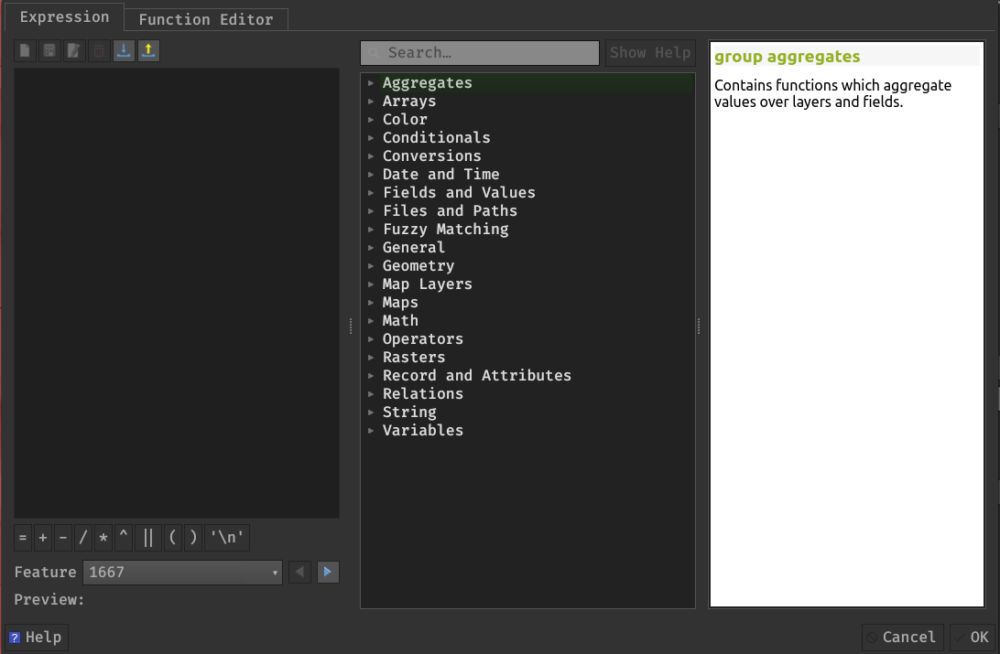 Expression
Function Editor
Search…
Show Help
Aggregates
Arrays
Color
Conditionals
Conversions
Date and Time
Fields and Values
Files and Paths
Fuzzy Matching
General
Geometry
Map Layers
Maps
Math
Operators
Rasters
Record and Attributes
Relations
String
Variables
group aggregates
Contains functions which aggregate
values over layers and fields.
= + - / * ^ || ( ) '\n'
Feature 1667
Preview:
? Help
Cancel
OK